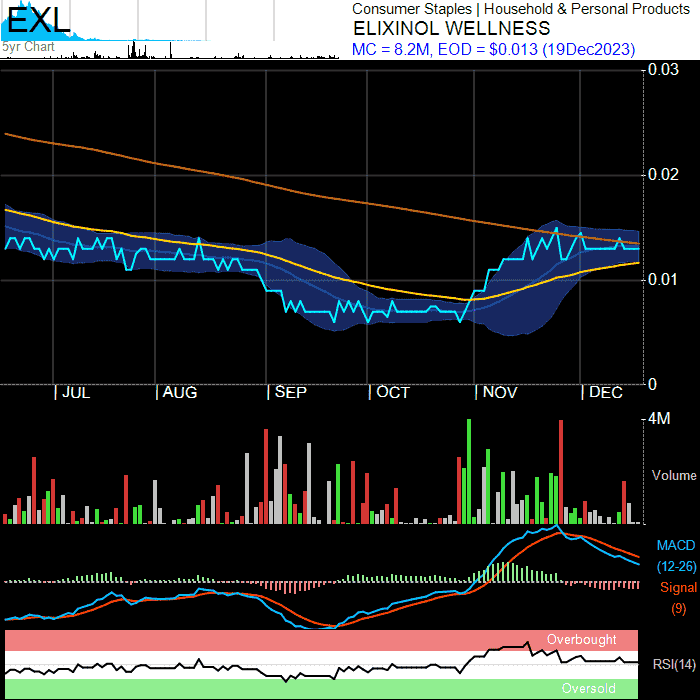 EXL
5yr Chart
Consumer Staples | Household & Personal Products
ELIXINOL WELLNESS
MC = 8.2M, EOD = $0.013 (19Dec2023)
0.03
0.02
0.01
0
| JUL | AUG | SEP | OCT | NOV | DEC
4M
Volume
MACD
(12-26)
Signal
(9)
Overbought
RSI(14)
Oversold